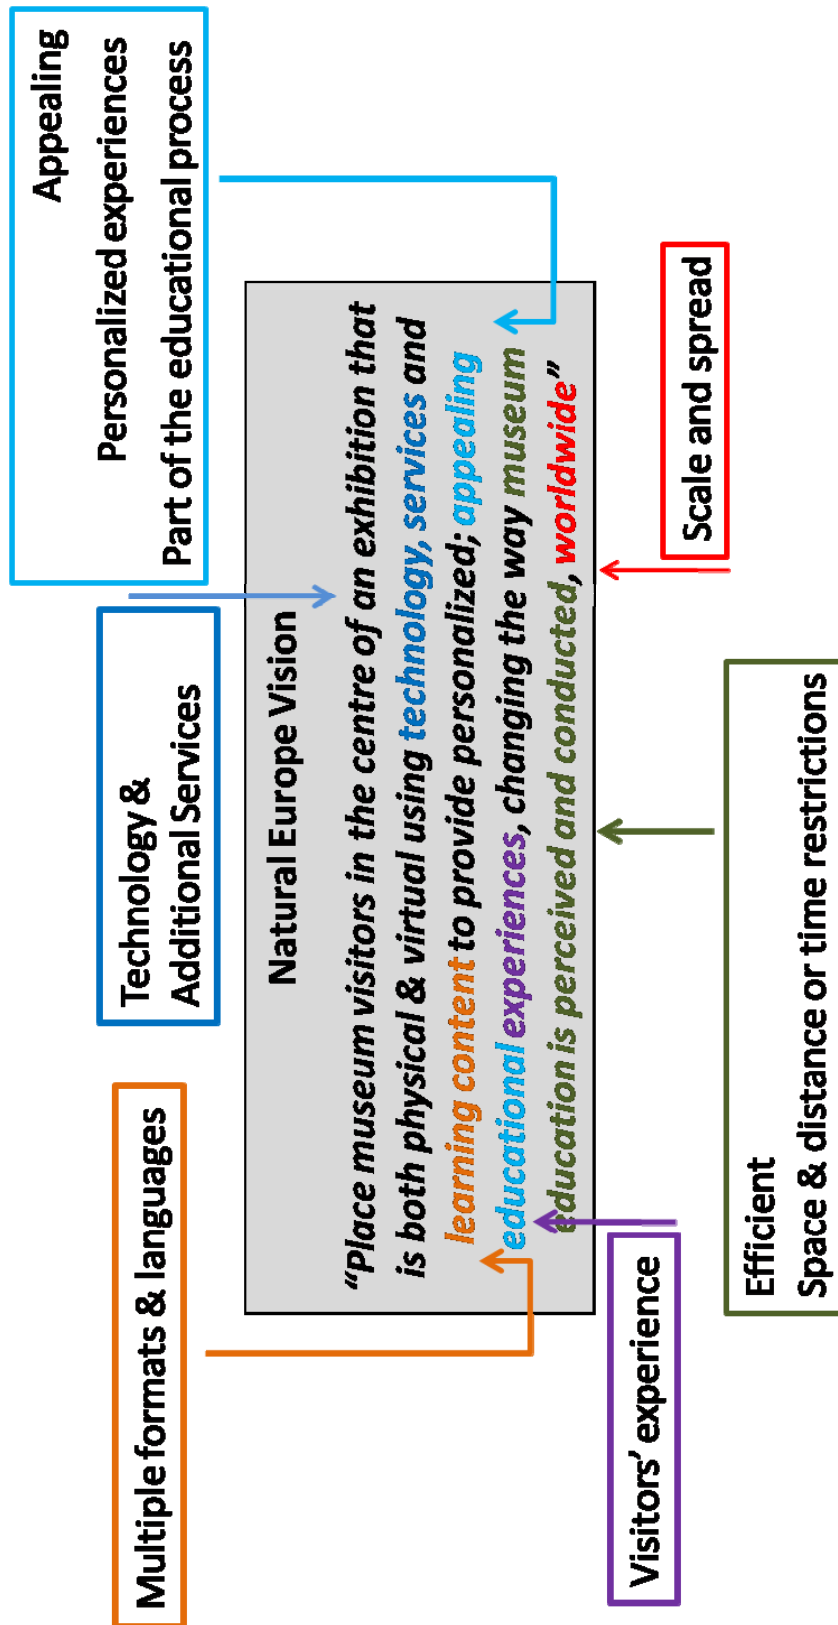 Multiple formats & languages
Technology &
Additional Services
Appealing
Personalized experiences
Part of the educational process
Natural Europe Vision
“Place museum visitors in the centre of an exhibition that
is both physical & virtual using technology, services and
learning content to provide personalized; appealing
educational experiences, changing the way museum
education is perceived and conducted, worldwide”
Visitors’ experience
Efficient
Space & distance or time restrictions
Scale and spread